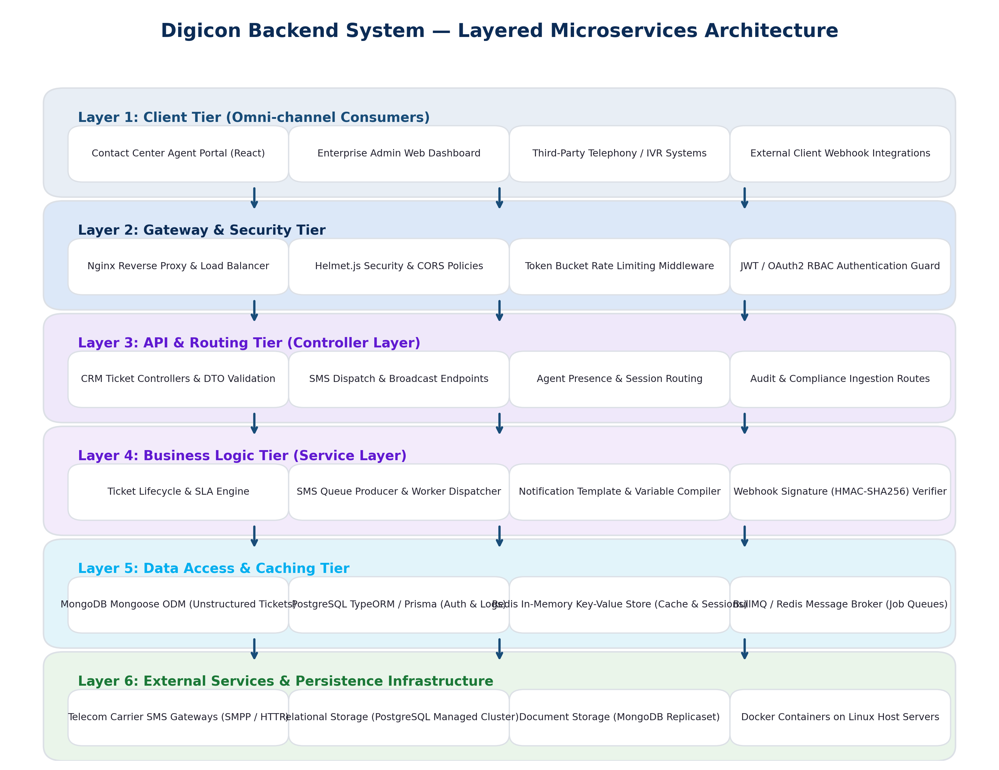 Digicon Backend System — Layered Microservices Architecture
Layer 1: Client Tier (Omni-channel Consumers)
Contact Center Agent Portal (React)
Enterprise Admin Web Dashboard
Third-Party Telephony / IVR Systems
External Client Webhook Integrations
Layer 2: Gateway & Security Tier
Nginx Reverse Proxy & Load Balancer
Helmet.js Security & CORS Policies
Token Bucket Rate Limiting Middleware
JWT / OAuth2 RBAC Authentication Guard
Layer 3: API & Routing Tier (Controller Layer)
CRM Ticket Controllers & DTO Validation
SMS Dispatch & Broadcast Endpoints
Agent Presence & Session Routing
Audit & Compliance Ingestion Routes
Layer 4: Business Logic Tier (Service Layer)
Ticket Lifecycle & SLA Engine
SMS Queue Producer & Worker Dispatcher
Notification Template & Variable Compiler
Webhook Signature (HMAC-SHA256) Verifier
Layer 5: Data Access & Caching Tier
MongoDB Mongoose ODM (Unstructured Tickets)
PostgreSQL TypeORM / Prisma (Auth & Logs)
Redis In-Memory Key-Value Store (Cache & Sessions)
BullMQ / Redis Message Broker (Job Queues)
Layer 6: External Services & Persistence Infrastructure
Telecom Carrier SMS Gateways (SMPP / HTTP)
Relational Storage (PostgreSQL Managed Cluster)
Document Storage (MongoDB Replicaset)
Docker Containers on Linux Host Servers